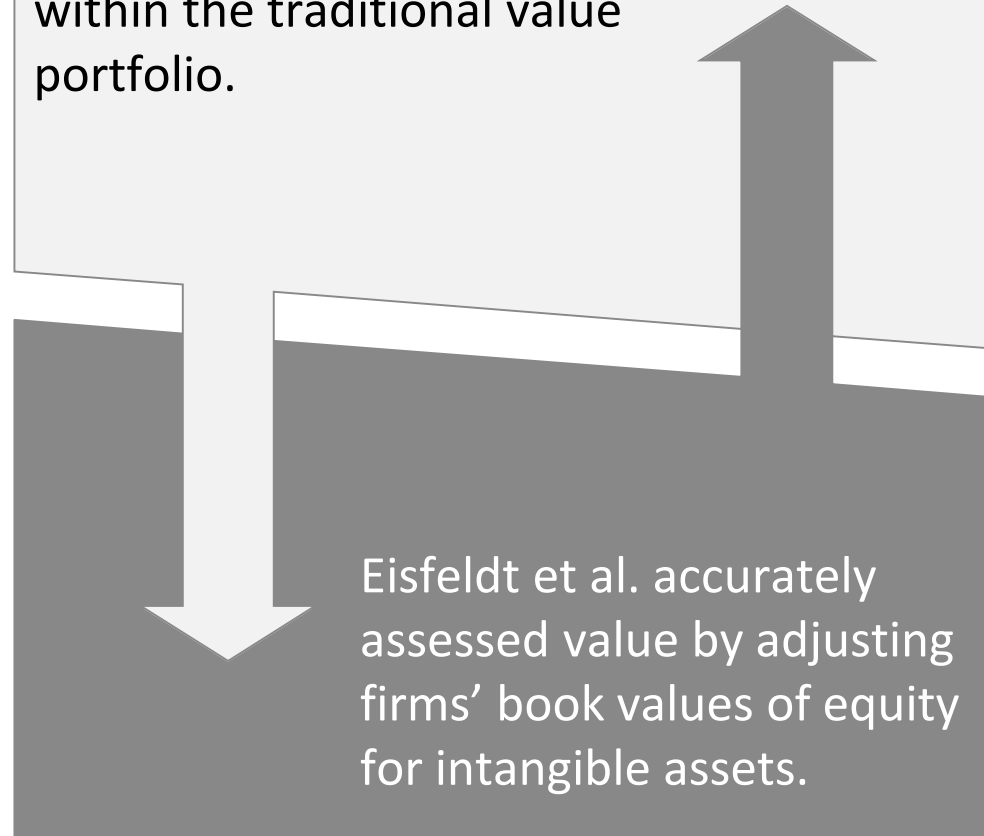 within the traditional value
portfolio.
Eisfeldt et al. accurately
assessed value by adjusting
firms’ book values of equity
for intangible assets.